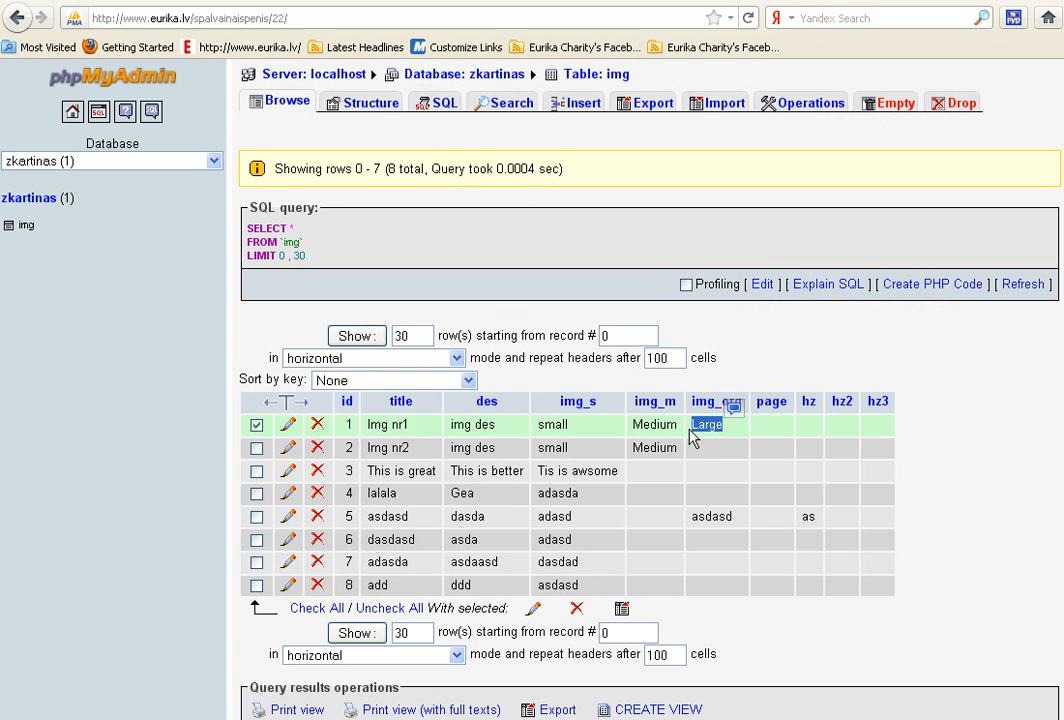 http://www.eurika.lv/spalvainaispenis/22/
Yandex Search
Most Visited Getting Started http://www.eurika.lv/ Latest Headlines Customize Links Eurika Charity's Faceb... Eurika Charity's Faceb...
phpMyAdmin
Database
zkartinas (1)
zkartinas (1)
img
Server: localhost Database: zkartinas Table: img
Browse Structure SQL Search Insert Export Import Operations Empty Drop
Showing rows 0 - 7 (8 total, Query took 0.0004 sec)
SQL query:
SELECT *
FROM `img`
LIMIT 0 , 30
Profiling [ Edit ] [ Explain SQL ] [ Create PHP Code ] [ Refresh ]
Show : 30 row(s) starting from record # 0
in horizontal mode and repeat headers after 100 cells
Sort by key: None
id title des img_s img_m page hz hz2 hz3
1 Img nr1 img des small Medium Large
2 Img nr2 img des small Medium
3 This is great This is better Tis is awsome
4 lalala Gea adasda
5 asdasd dasda adasd asdasd as
6 dasdasd asda adasd
7 adasda asdaasd dasdad
8 add ddd asdasd
Check All / Uncheck All With selected:
Show : 30 row(s) starting from record # 0
in horizontal mode and repeat headers after 100 cells
Query results operations
Print view Print view (with full texts) Export CREATE VIEW